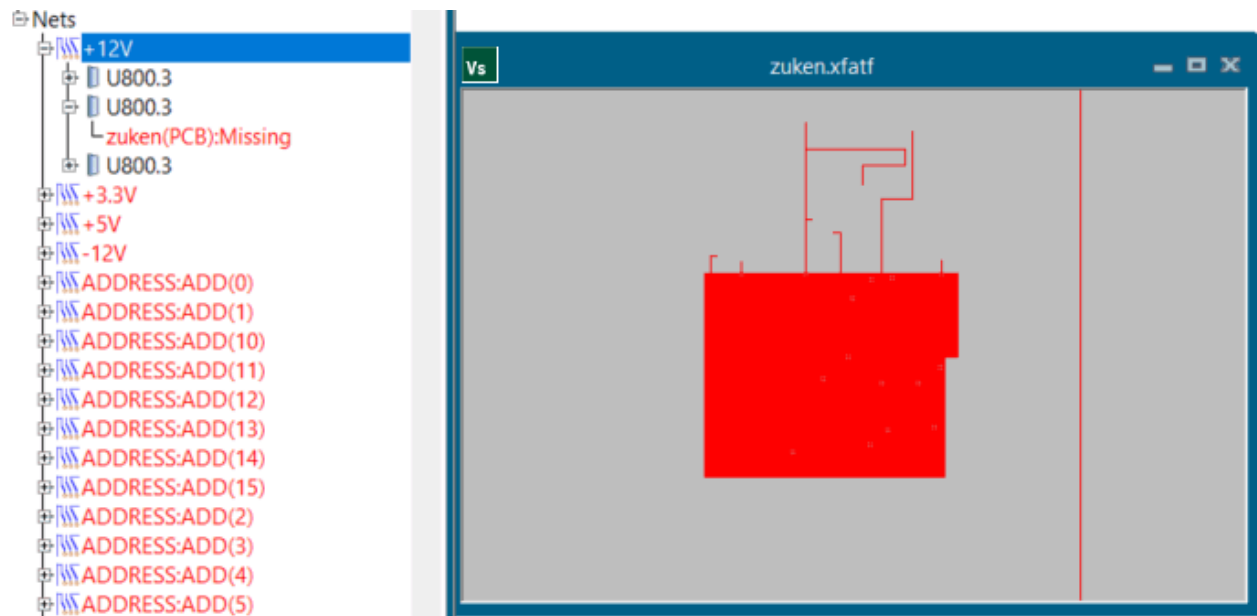 Nets
+12V
U800.3
U800.3
zuken(PCB):Missing
U800.3
+3.3V
+5V
-12V
ADDRESS:ADD(0)
ADDRESS:ADD(1)
ADDRESS:ADD(10)
ADDRESS:ADD(11)
ADDRESS:ADD(12)
ADDRESS:ADD(13)
ADDRESS:ADD(14)
ADDRESS:ADD(15)
ADDRESS:ADD(2)
ADDRESS:ADD(3)
ADDRESS:ADD(4)
ADDRESS:ADD(5)
Vs zuken.xfatf